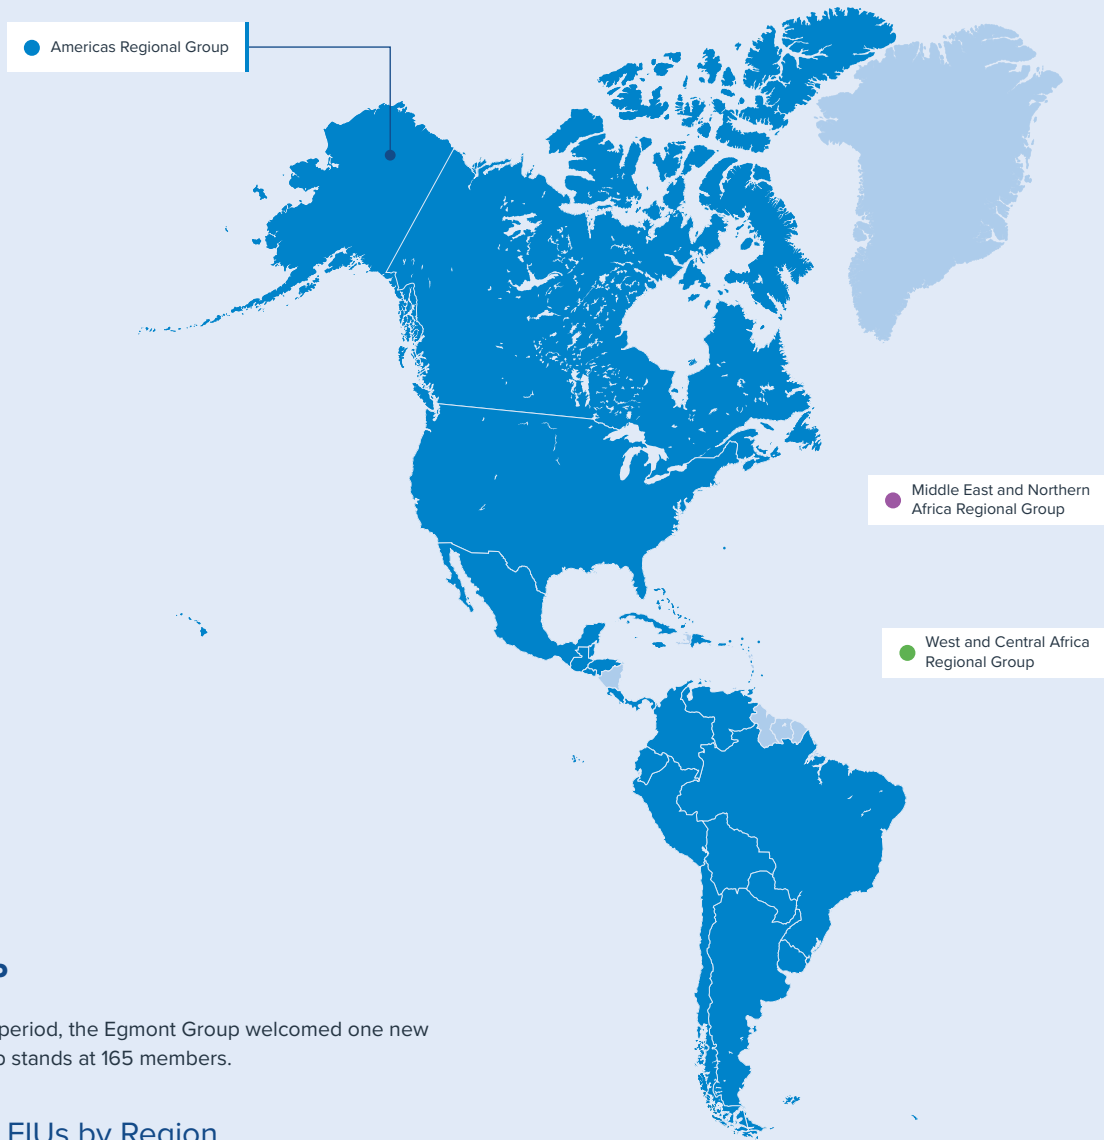 Americas Regional Group
Middle East and Northern
Africa Regional Group
West and Central Africa
Regional Group
period, the Egmont Group welcomed one new
stands at 165 members.
FIUs by Region